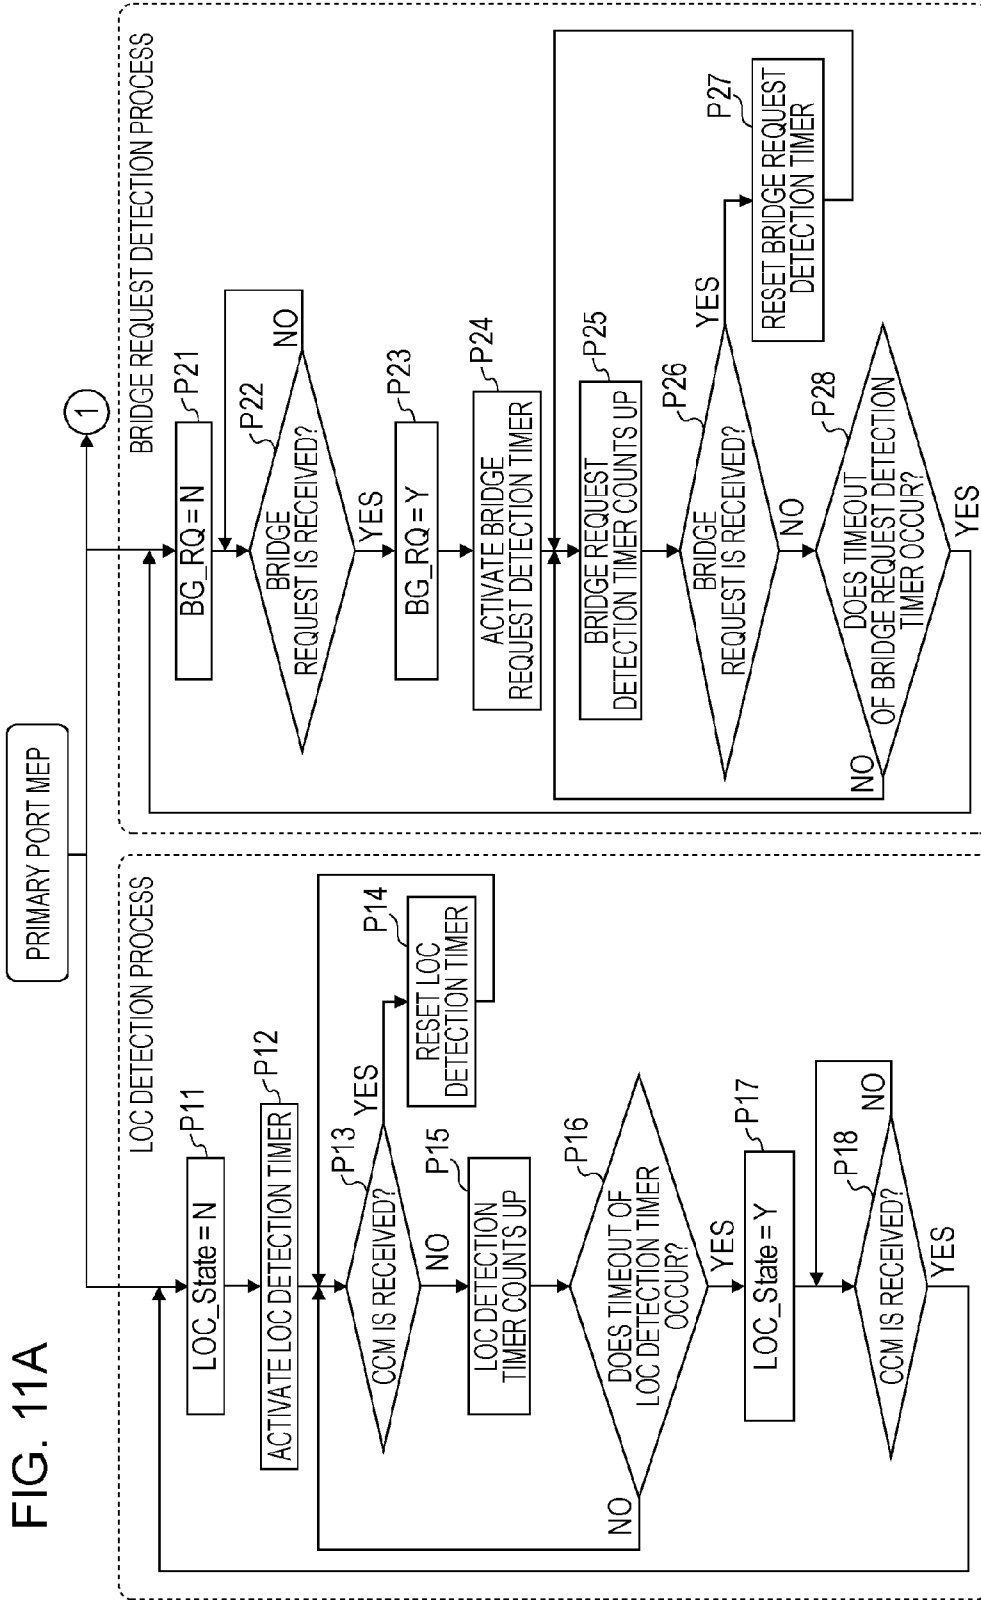 FIG. 11A
PRIMARY PORT MEP
1
LOC DETECTION PROCESS
LOC_State = N
P11
ACTIVATE LOC DETECTION TIMER
P12
CCM IS RECEIVED?
P13
YES
NO
RESET LOC
DETECTION TIMER
P14
LOC DETECTION
TIMER COUNTS UP
P15
DOES TIMEOUT OF
LOC DETECTION TIMER
OCCUR?
P16
NO
YES
LOC_State = Y
P17
CCM IS RECEIVED?
P18
NO
YES
BRIDGE REQUEST DETECTION PROCESS
BG_RQ = N
P21
BRIDGE
REQUEST IS RECEIVED?
P22
NO
YES
BG_RQ = Y
P23
ACTIVATE BRIDGE
REQUEST DETECTION TIMER
P24
BRIDGE REQUEST
DETECTION TIMER COUNTS UP
P25
BRIDGE
REQUEST IS RECEIVED?
P26
YES
NO
RESET BRIDGE REQUEST
DETECTION TIMER
P27
DOES TIMEOUT
OF BRIDGE REQUEST DETECTION
TIMER OCCUR?
P28
NO
YES